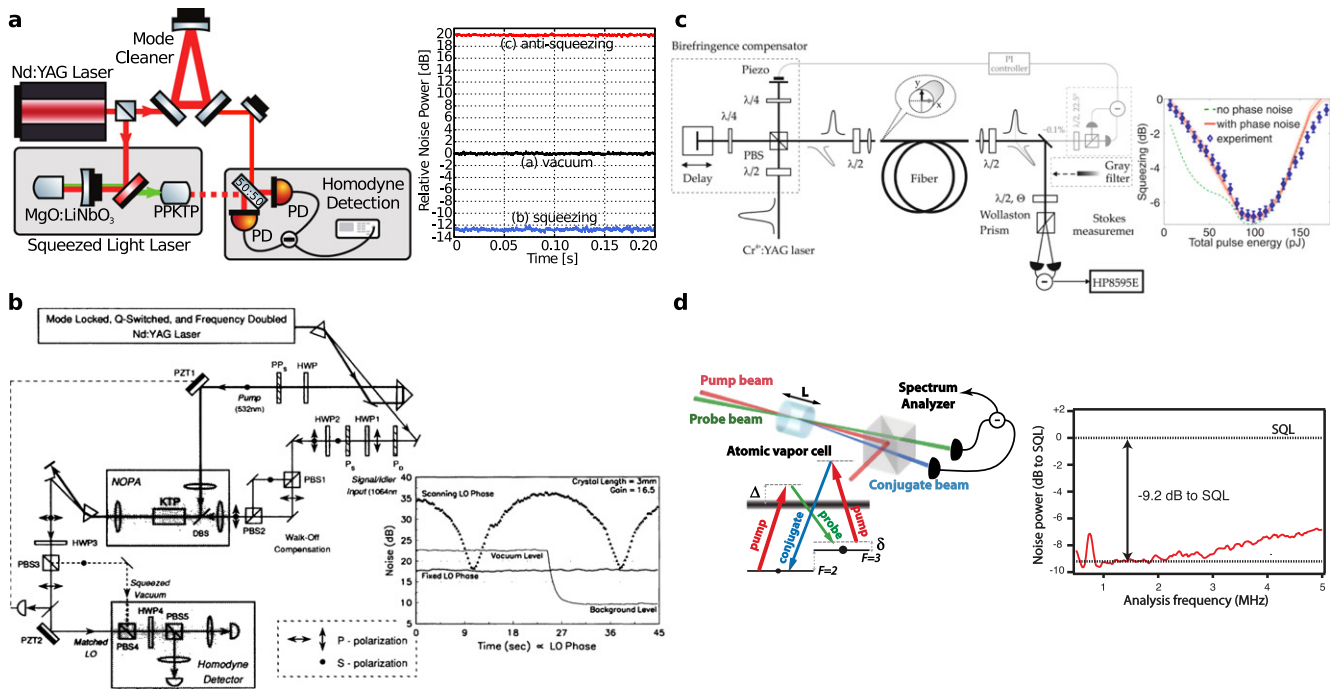 a
Mode
Cleaner
Nd:YAG Laser
MgO:LiNbO₃
PPKTP
Squeezed Light Laser
50:50
PD
PD
Homodyne
Detection
Relative Noise Power [dB]
20
18
16
14
12
10
8
6
4
2
0
-2
-4
-6
-8
-10
-12
-14
(c) anti-squeezing
(a) vacuum
(b) squeezing
0
0.05
0.10
0.15
0.20
Time [s]
c
Birefringence compensator
Piezo
λ/4
λ/4
PBS
λ/2
Delay
Cr⁴⁺:YAG laser
λ/2
y
x
Fiber
λ/2
PI
controller
~0.1%
λ/2, 22.5°
Gray
filter
λ/2, Θ
Wollaston
Prism
Stokes
measuremer
HP8595E
Squeezing (dB)
0
-2
-4
-6
no phase noise
with phase noise
experiment
0
50
100
150
Total pulse energy (pJ)
b
Mode Locked, Q-Switched, and Frequency Doubled
Nd:YAG Laser
PZT1
PPs
HWP
Pump
(532nm)
HWP2
HWP1
Ps
Po
Signal/Idler
Input (1064nm
NOPA
KTP
DBS
PBS2
PBS1
Walk-Off
Compensation
HWP3
PBS3
Squeezed
Vacuum
PZT2
Matched
LO
HWP4
PBS5
PBS4
Homodyne
Detector
P - polarization
S - polarization
Noise (dB)
40
35
30
25
20
15
10
5
Crystal Length = 3mm
Gain = 16.5
Scanning LO Phase
Vacuum Level
Fixed LO Phase
Background Level
0
9
18
27
36
45
Time (sec) ∝ LO Phase
d
Pump beam
Probe beam
L
Spectrum
Analyzer
Atomic vapor cell
Conjugate beam
Δ
pump
conjugate
probe
pump
δ
F=3
F=2
Noise power (dB to SQL)
+2
0
-2
-4
-6
-8
-10
SQL
-9.2 dB to SQL
1
2
3
4
5
Analysis frequency (MHz)